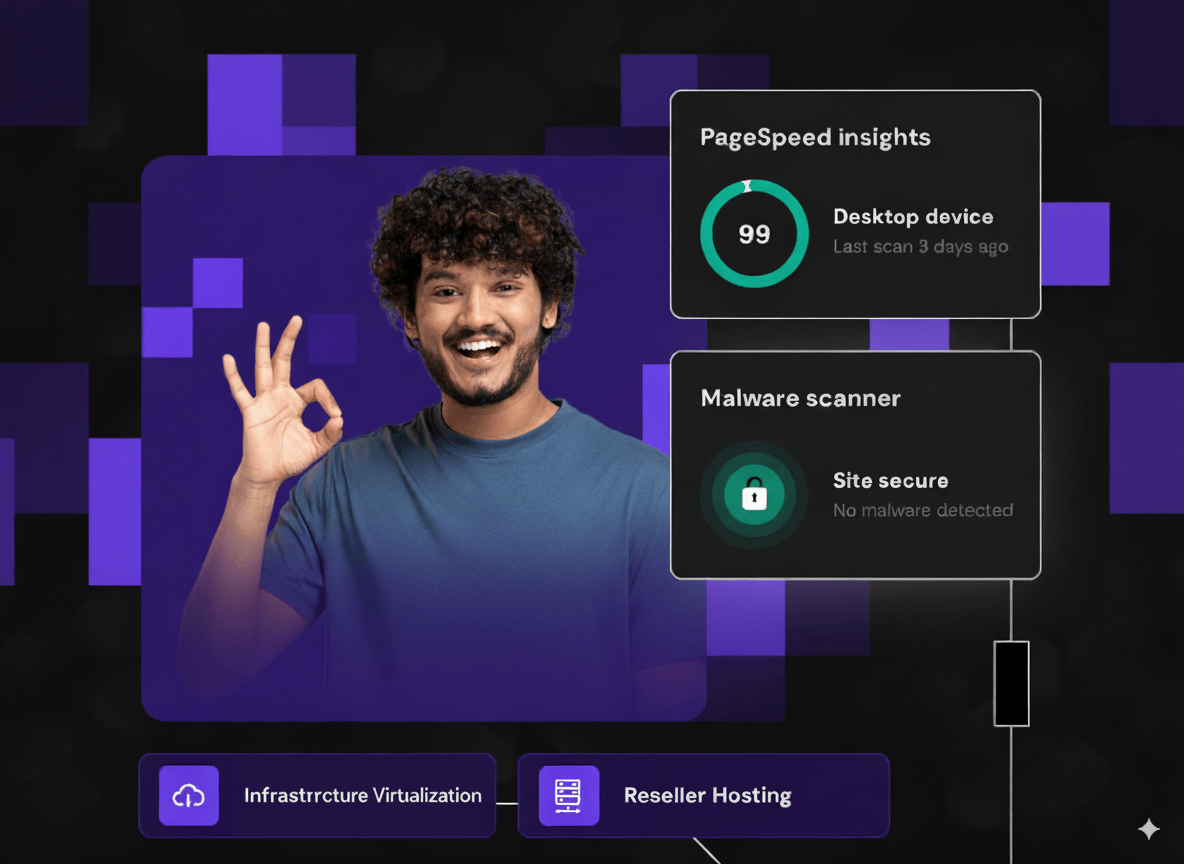 PageSpeed insights
99
Desktop device
Last scan 3 days ago
Malware scanner
Site secure
No malware detected
Infrastrrcture Virtualization
Reseller Hosting